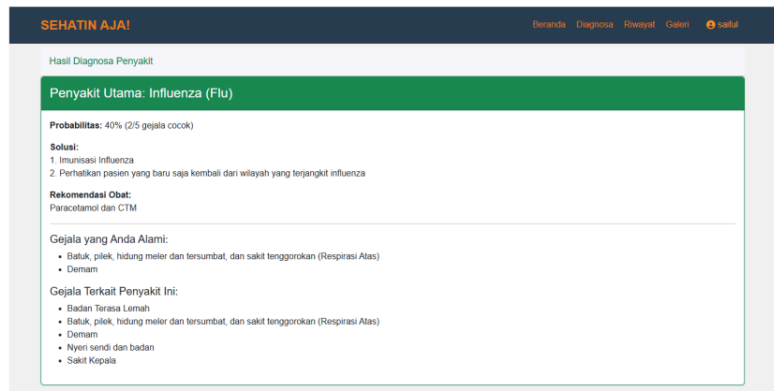 SEHATIN AJA!
Beranda Diagnosa Riwayat Galeri saiful
Hasil Diagnosa Penyakit
Penyakit Utama: Influenza (Flu)
Probabilitas: 40% (2/5 gejala cocok)
Solusi:
1. Imunisasi Influenza
2. Perhatikan pasien yang baru saja kembali dari wilayah yang terjangkit influenza
Rekomendasi Obat:
Paracetamol dan CTM
Gejala yang Anda Alami:
• Batuk, pilek, hidung meler dan tersumbat, dan sakit tenggorokan (Respirasi Atas)
• Demam
Gejala Terkait Penyakit Ini:
• Badan Terasa Lemah
• Batuk, pilek, hidung meler dan tersumbat, dan sakit tenggorokan (Respirasi Atas)
• Demam
• Nyeri sendi dan badan
• Sakit Kepala